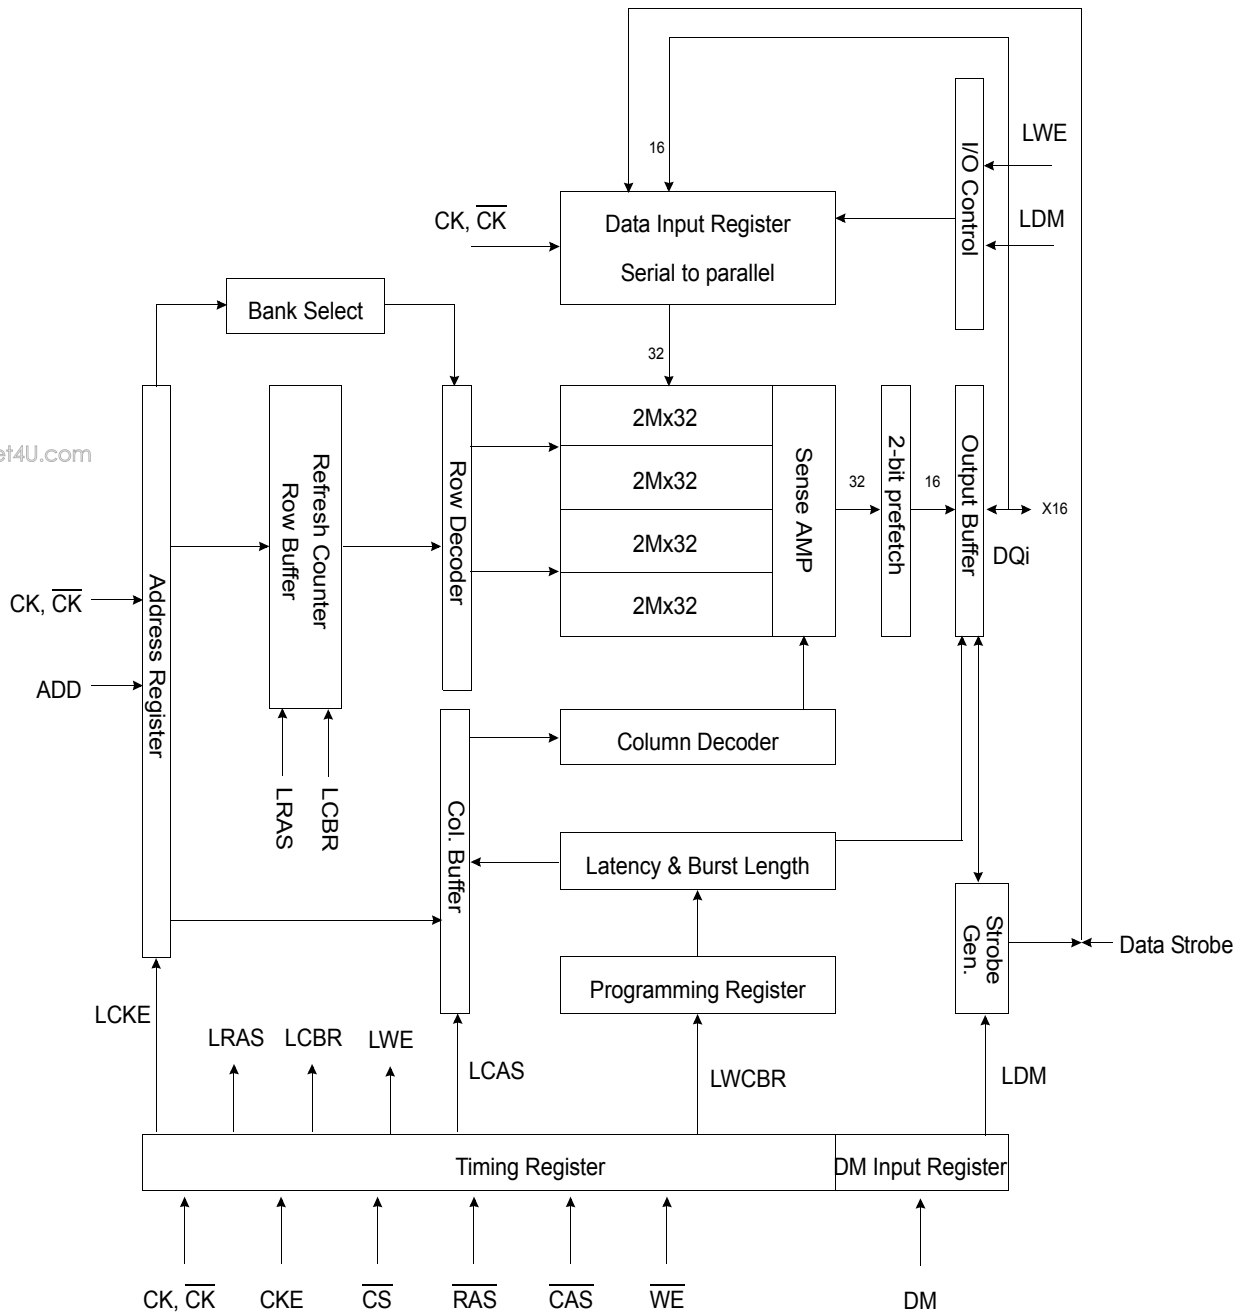 LWE
16
I/O Control
CK, CK
Data Input Register
LDM
Serial to parallel
Bank Select
32
2Mx32
et4U.com
Refresh Counter
Row Buffer
Row Decoder
2Mx32
Sense AMP
32
2-bit prefetch
16
Output Buffer
X16
2Mx32
DQi
Address Register
CK, CK
2Mx32
ADD
Column Decoder
LRAS
LCBR
Col. Buffer
Latency & Burst Length
Strobe
Gen.
Data Strobe
Programming Register
LCKE
LRAS
LCBR
LWE
LCAS
LWCBR
LDM
Timing Register
DM Input Register
CK, CK
CKE
CS
RAS
CAS
WE
DM